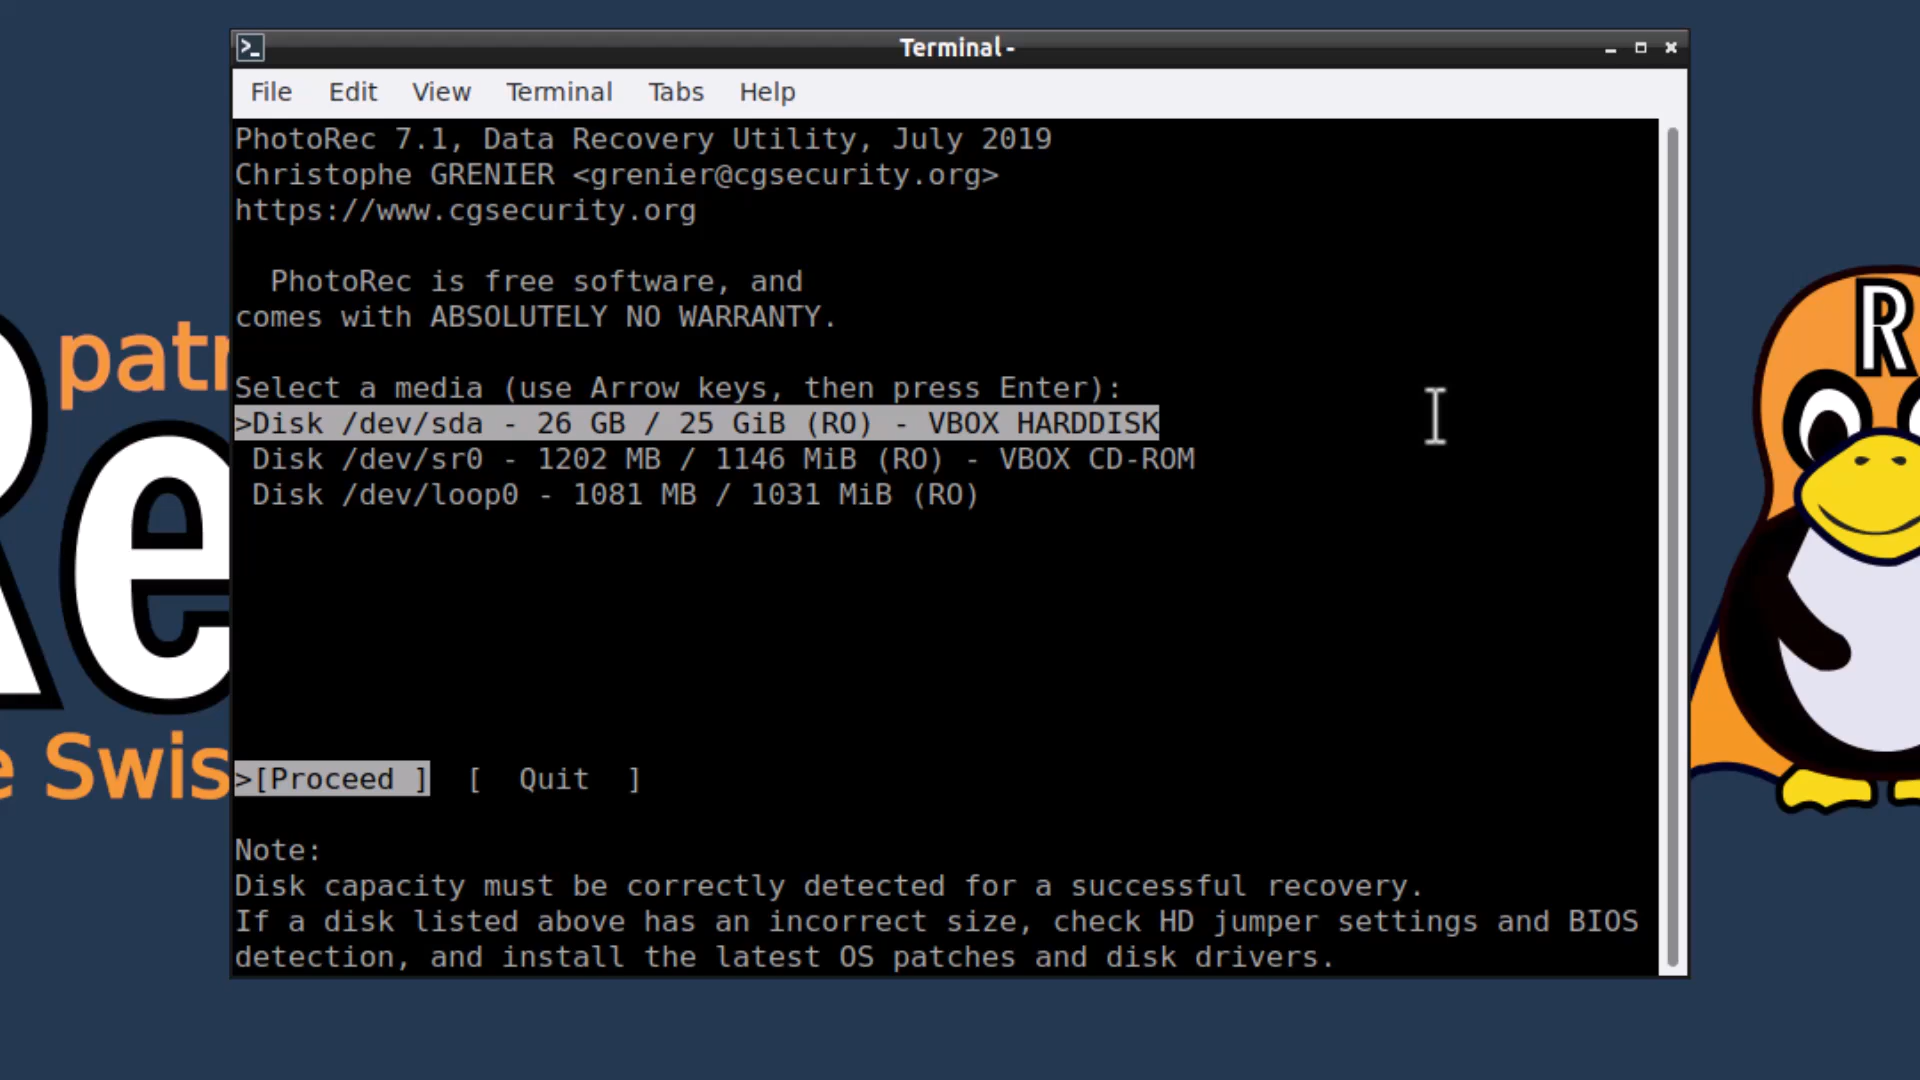 Terminal -
File Edit View Terminal Tabs Help
PhotoRec 7.1, Data Recovery Utility, July 2019
Christophe GRENIER <grenier@cgsecurity.org>
https://www.cgsecurity.org
PhotoRec is free software, and
comes with ABSOLUTELY NO WARRANTY.
Select a media (use Arrow keys, then press Enter):
>Disk /dev/sda - 26 GB / 25 GiB (RO) - VBOX HARDDISK
Disk /dev/sr0 - 1202 MB / 1146 MiB (RO) - VBOX CD-ROM
Disk /dev/loop0 - 1081 MB / 1031 MiB (RO)
>[Proceed ] [ Quit ]
Note:
Disk capacity must be correctly detected for a successful recovery.
If a disk listed above has an incorrect size, check HD jumper settings and BIOS
detection, and install the latest OS patches and disk drivers.
patr
Re
e Swis
R